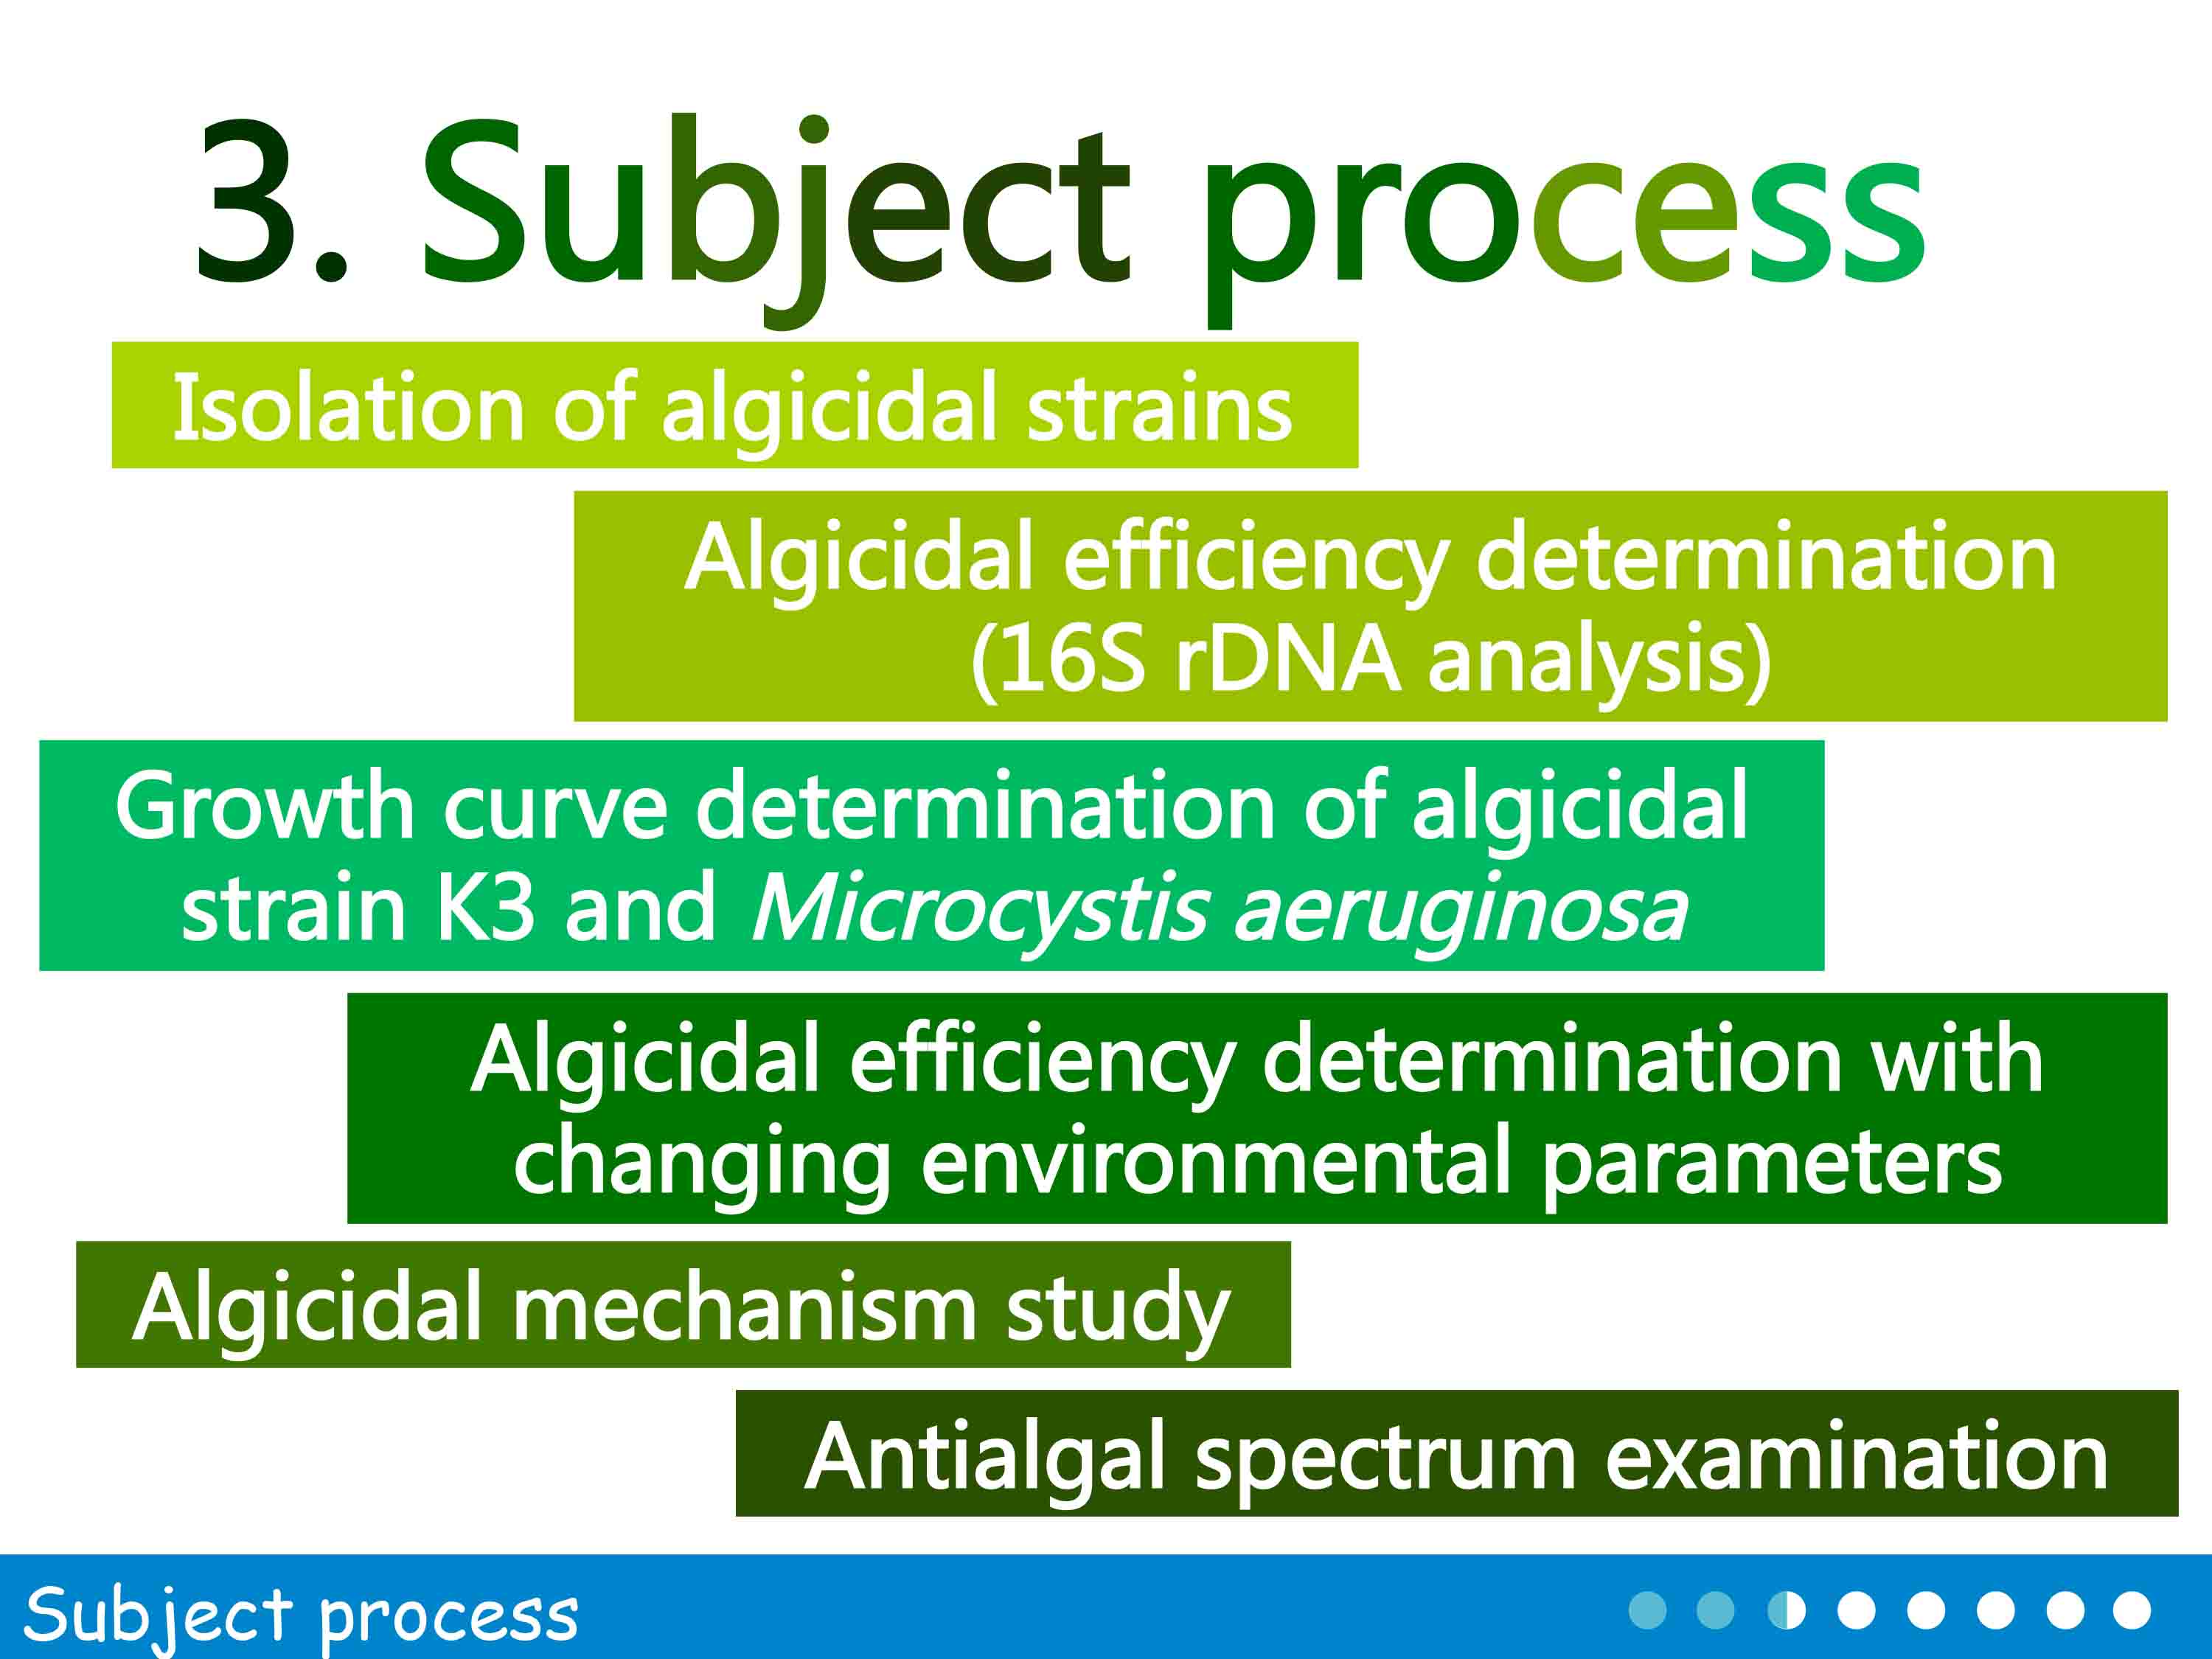 3. Subject process
Isolation of algicidal strains
Algicidal efficiency determination
(16S rDNA analysis)
Growth curve determination of algicidal
strain K3 and Microcystis aeruginosa
Algicidal efficiency determination with
changing environmental parameters
Algicidal mechanism study
Antialgal spectrum examination
Subject process